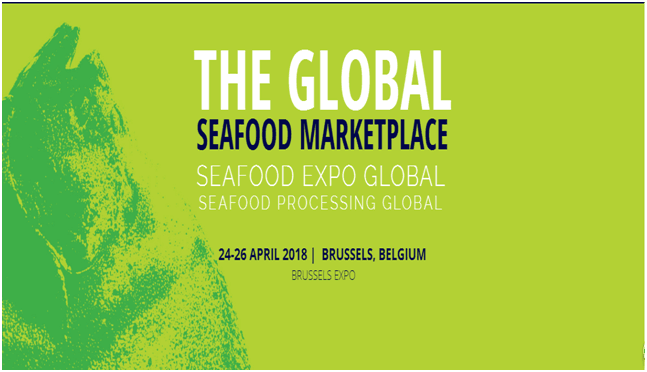 THE GLOBAL
SEAFOOD MARKETPLACE
SEAFOOD EXPO GLOBAL
SEAFOOD PROCESSING GLOBAL
24-26 APRIL 2018 | BRUSSELS, BELGIUM
BRUSSELS EXPO